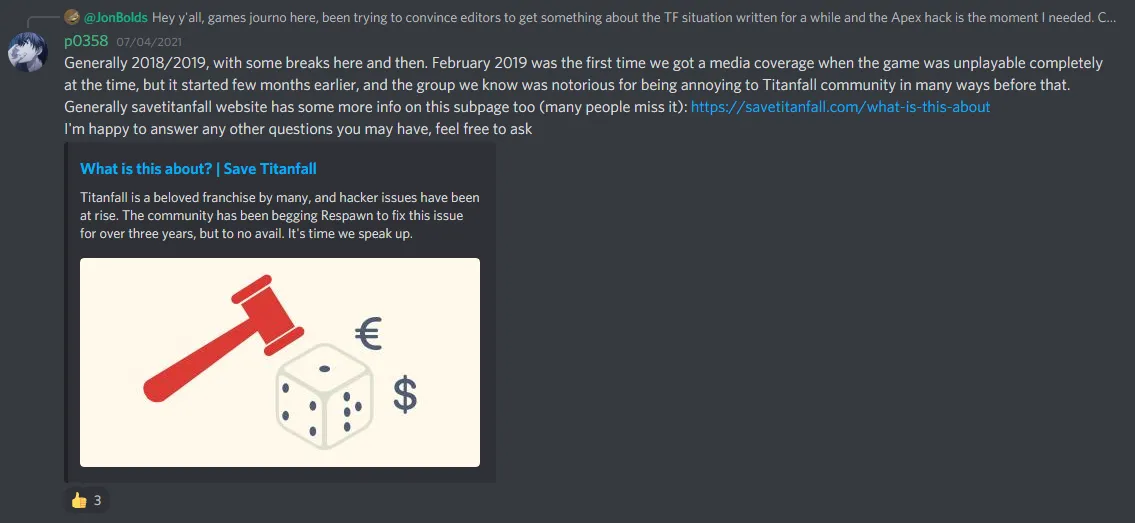 @JonBolds Hey y'all, games journo here, been trying to convince editors to get something about the TF situation written for a while and the Apex hack is the moment I needed. C...
p0358 07/04/2021
Generally 2018/2019, with some breaks here and then. February 2019 was the first time we got a media coverage when the game was unplayable completely
at the time, but it started few months earlier, and the group we know was notorious for being annoying to Titanfall community in many ways before that.
Generally savetitanfall website has some more info on this subpage too (many people miss it): https://savetitanfall.com/what-is-this-about
I'm happy to answer any other questions you may have, feel free to ask
What is this about? | Save Titanfall
Titanfall is a beloved franchise by many, and hacker issues have been
at rise. The community has been begging Respawn to fix this issue
for over three years, but to no avail. It's time we speak up.
€
$
👍 3